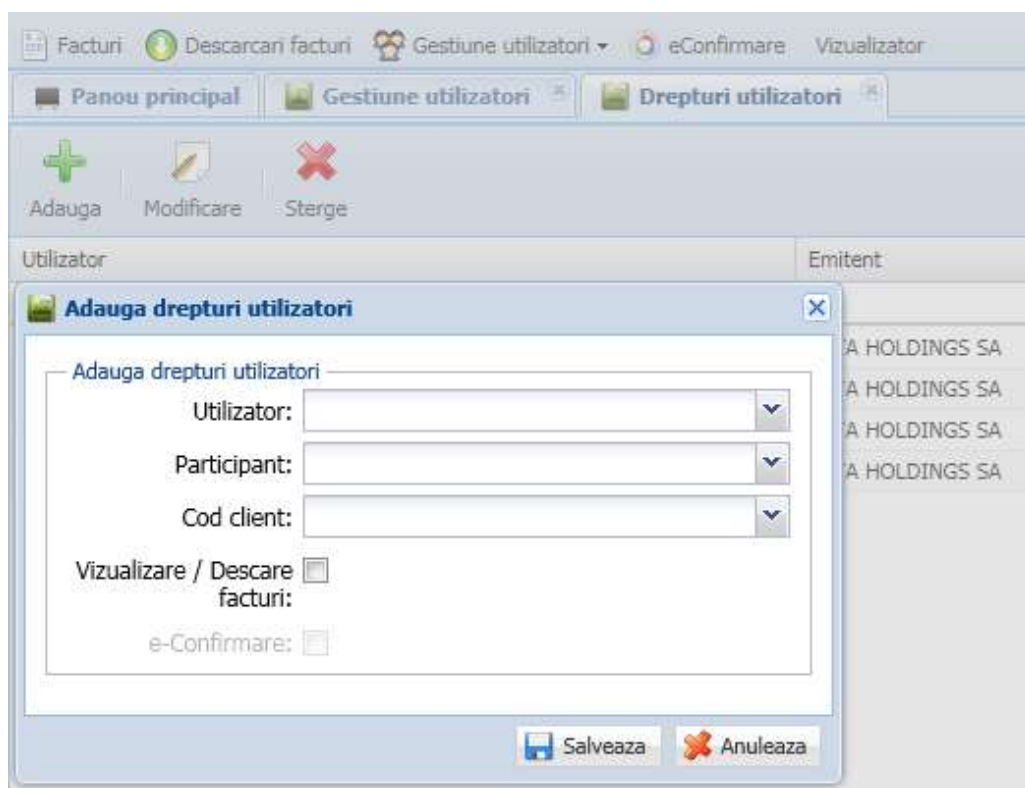 Facturi Descarcari facturi Gestiune utilizatori eConfirmare Vizualizator
Panou principal Gestiune utilizatori Drepturi utilizatori
Adauga Modificare Sterge
Utilizator Emitent
Adauga drepturi utilizatori
A HOLDINGS SA
Adauga drepturi utilizatori
Utilizator:
A HOLDINGS SA
A HOLDINGS SA
Participant:
A HOLDINGS SA
Cod client:
Vizualizare / Descare
facturi:
e-Confirmare:
Salveaza Anuleaza